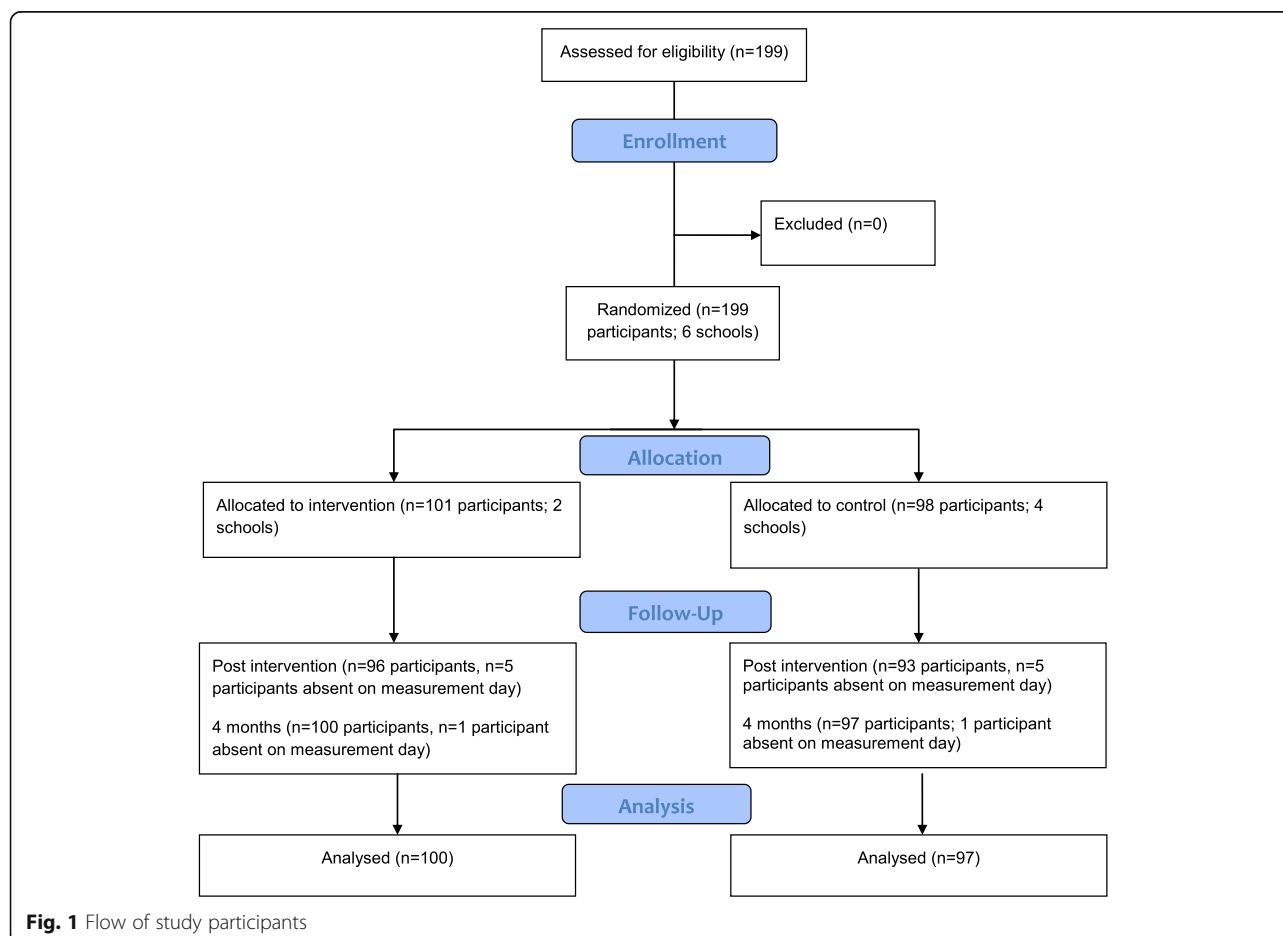 Assessed for eligibility (n=199)
Enrollment
Excluded (n=0)
Randomized (n=199
participants; 6 schools)
Allocation
Allocated to intervention (n=101 participants; 2
schools)
Allocated to control (n=98 participants; 4
schools)
Follow-Up
Post intervention (n=96 participants, n=5
participants absent on measurement day)
4 months (n=100 participants, n=1 participant
absent on measurement day)
Post intervention (n=93 participants, n=5
participants absent on measurement day)
4 months (n=97 participants; 1 participant
absent on measurement day)
Analysis
Analysed (n=100)
Analysed (n=97)
Fig. 1 Flow of study participants